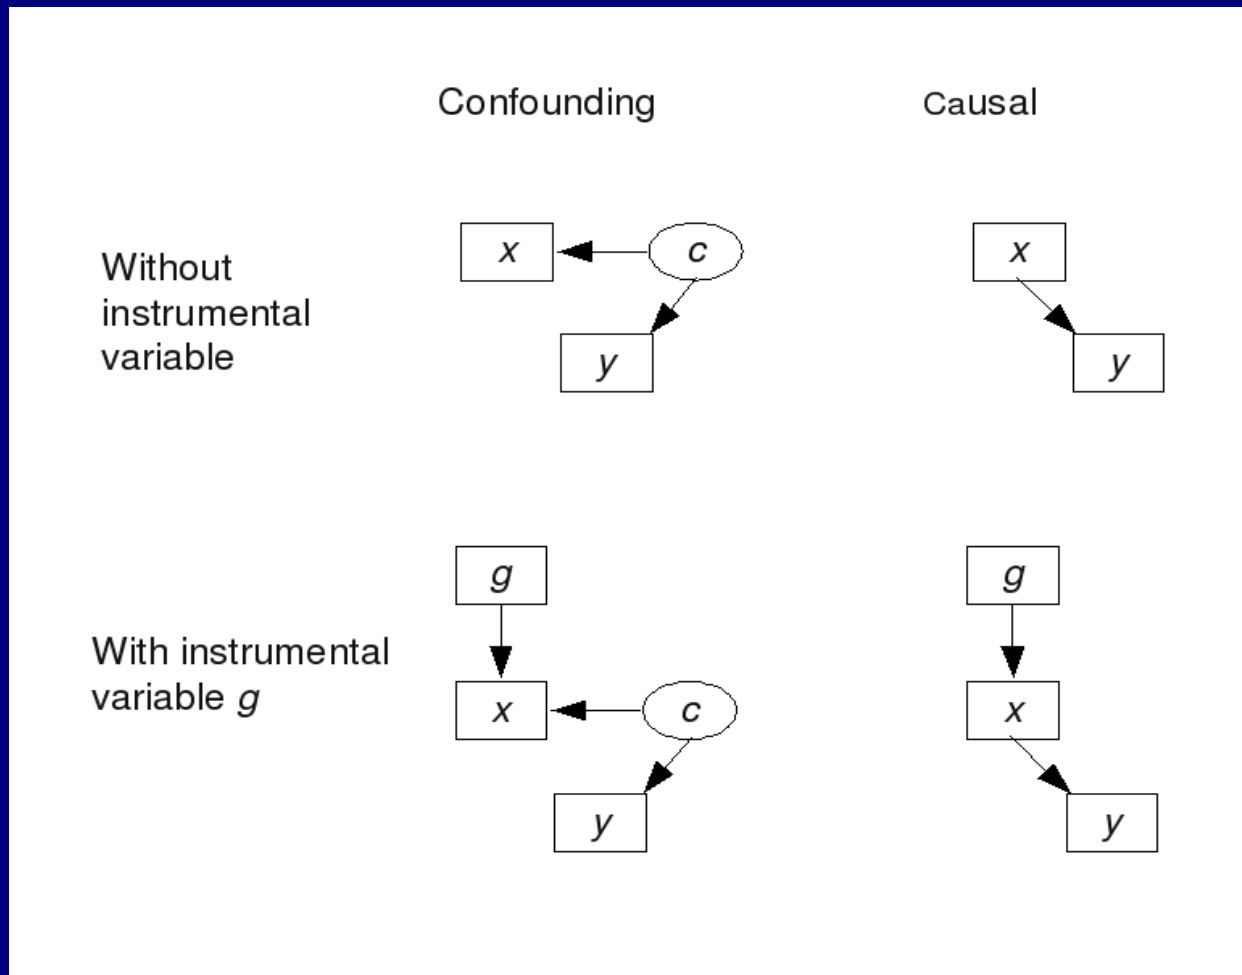 Confounding
Causal
Without
instrumental
variable
x
c
y
x
y
With instrumental
variable g
g
x
c
y
g
x
y